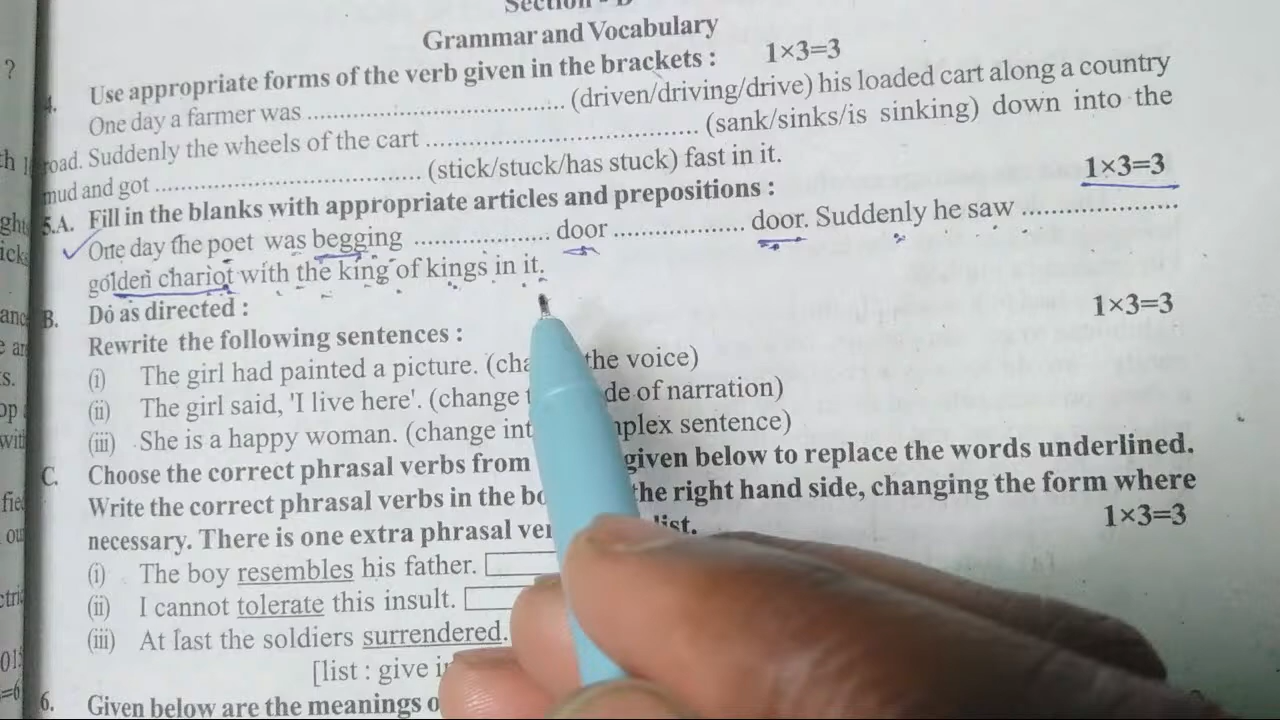 Section
Grammar and Vocabulary
4. Use appropriate forms of the verb given in the brackets : 1×3=3
One day a farmer was .................................... (driven/driving/drive) his loaded cart along a country
road. Suddenly the wheels of the cart ...................................... (sank/sinks/is sinking) down into the
mud and got ..................................... (stick/stuck/has stuck) fast in it.
5.A. Fill in the blanks with appropriate articles and prepositions : 1×3=3
One day the poet was begging ................... door .................. door. Suddenly he saw ......................
golden chariot with the king of kings in it.
B. Do as directed : 1×3=3
Rewrite the following sentences :
(i) The girl had painted a picture. (cha the voice)
(ii) The girl said, 'I live here'. (change de of narration)
(iii) She is a happy woman. (change int plex sentence)
C. Choose the correct phrasal verbs from given below to replace the words underlined.
Write the correct phrasal verbs in the bo the right hand side, changing the form where
necessary. There is one extra phrasal ver list. 1×3=3
(i) The boy resembles his father.
(ii) I cannot tolerate this insult.
(iii) At last the soldiers surrendered.
[list : give i
6. Given below are the meanings o